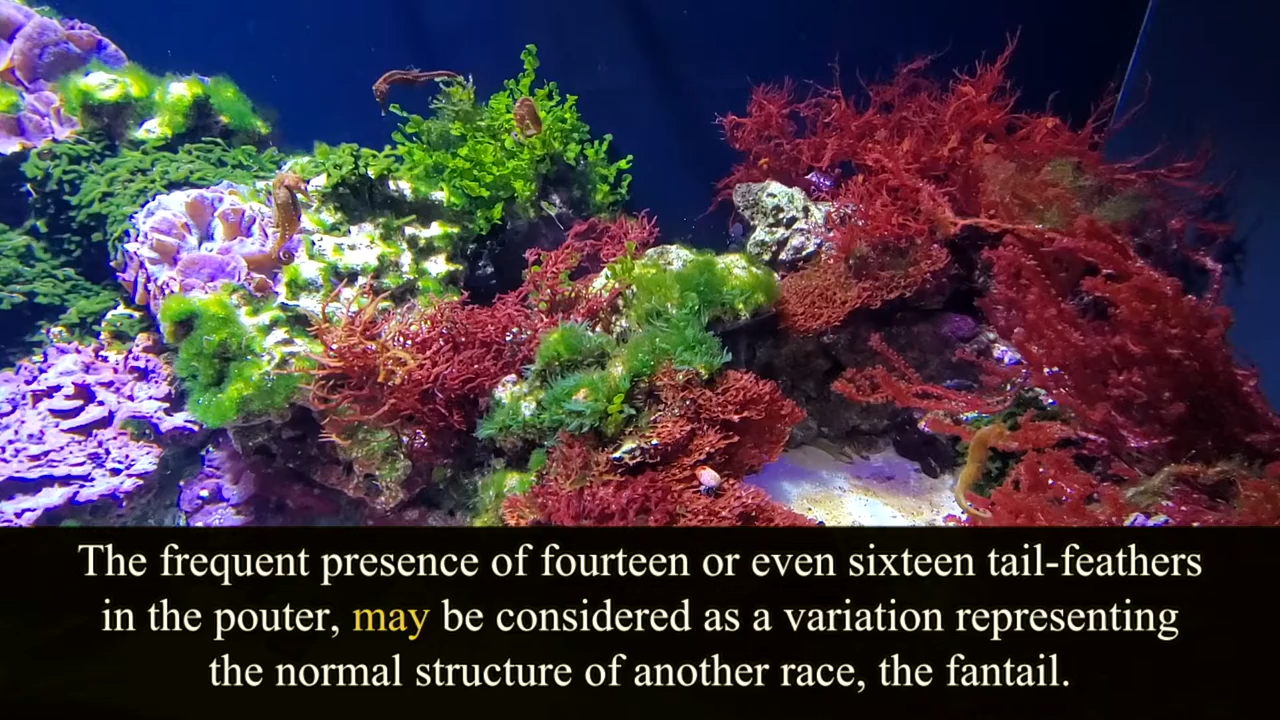 The frequent presence of fourteen or even sixteen tail-feathers
in the pouter, may be considered as a variation representing
the normal structure of another race, the fantail.